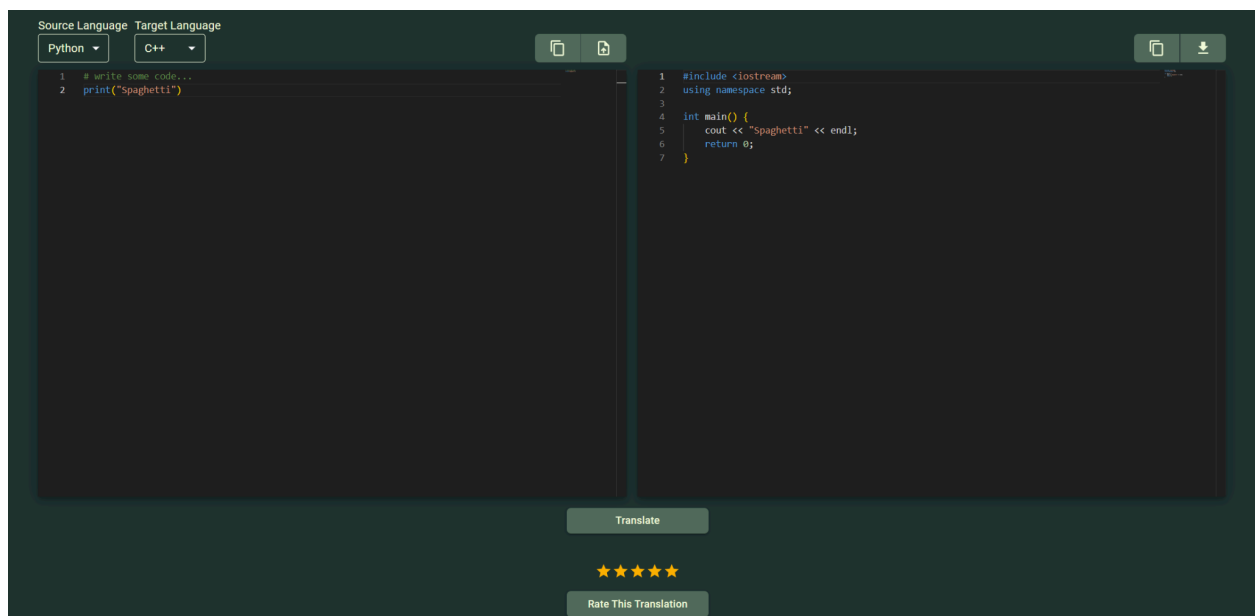 Source Language Target Language
Python C++
1 # write some code...
2 print("Spaghetti")
1 #include <iostream>
2 using namespace std;
3
4 int main() {
5     cout << "Spaghetti" << endl;
6     return 0;
7 }
Translate
Rate This Translation